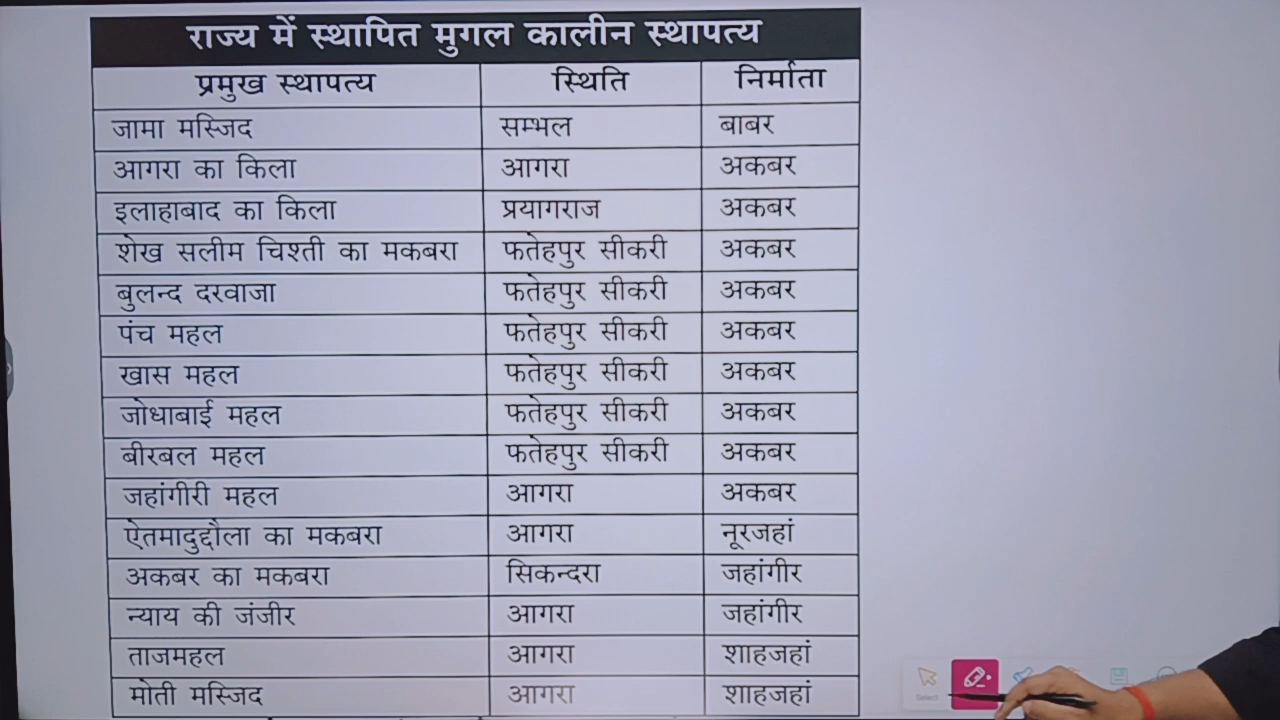 राज्य में स्थापित मुगल कालीन स्थापत्य
प्रमुख स्थापत्य स्थिति निर्माता
जामा मस्जिद सम्भल बाबर
आगरा का किला आगरा अकबर
इलाहाबाद का किला प्रयागराज अकबर
शेख सलीम चिश्ती का मकबरा फतेहपुर सीकरी अकबर
बुलन्द दरवाजा फतेहपुर सीकरी अकबर
पंच महल फतेहपुर सीकरी अकबर
खास महल फतेहपुर सीकरी अकबर
जोधाबाई महल फतेहपुर सीकरी अकबर
बीरबल महल फतेहपुर सीकरी अकबर
जहांगीरी महल आगरा अकबर
ऐतमादुद्दौला का मकबरा आगरा नूरजहां
अकबर का मकबरा सिकन्दरा जहांगीर
न्याय की जंजीर आगरा जहांगीर
ताजमहल आगरा शाहजहां
मोती मस्जिद आगरा शाहजहां
Select